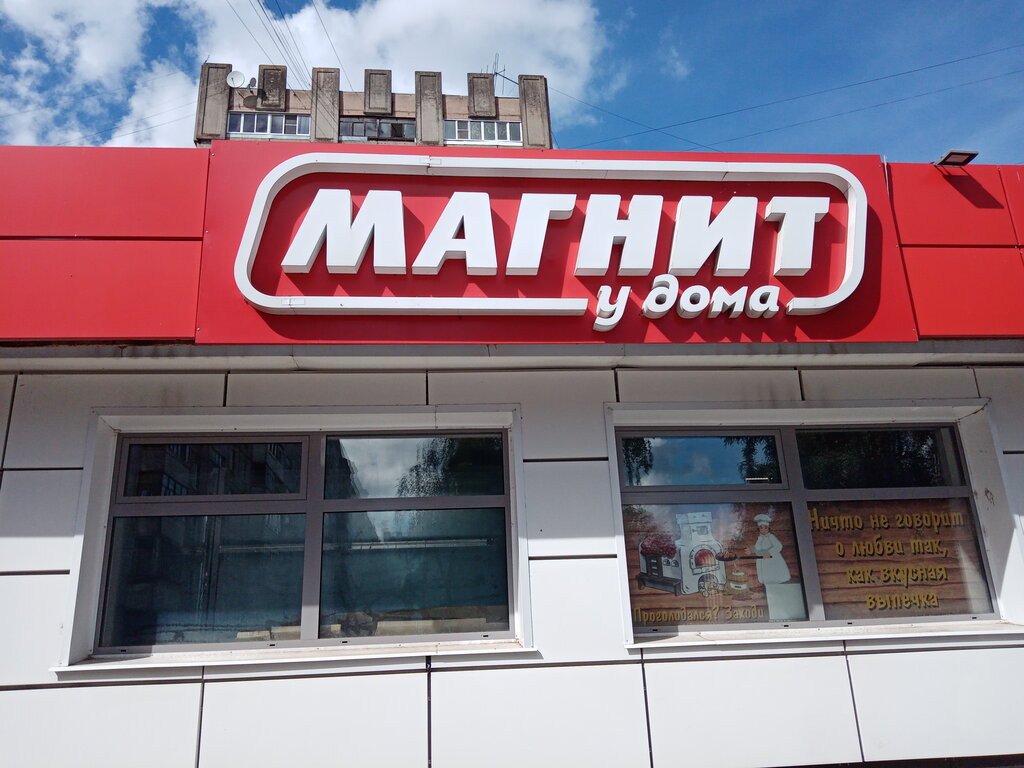 МАГНИТ
у дома
Проголодался? Заходи
Ничто не говорит
о любви так,
как вкусная
выпечка